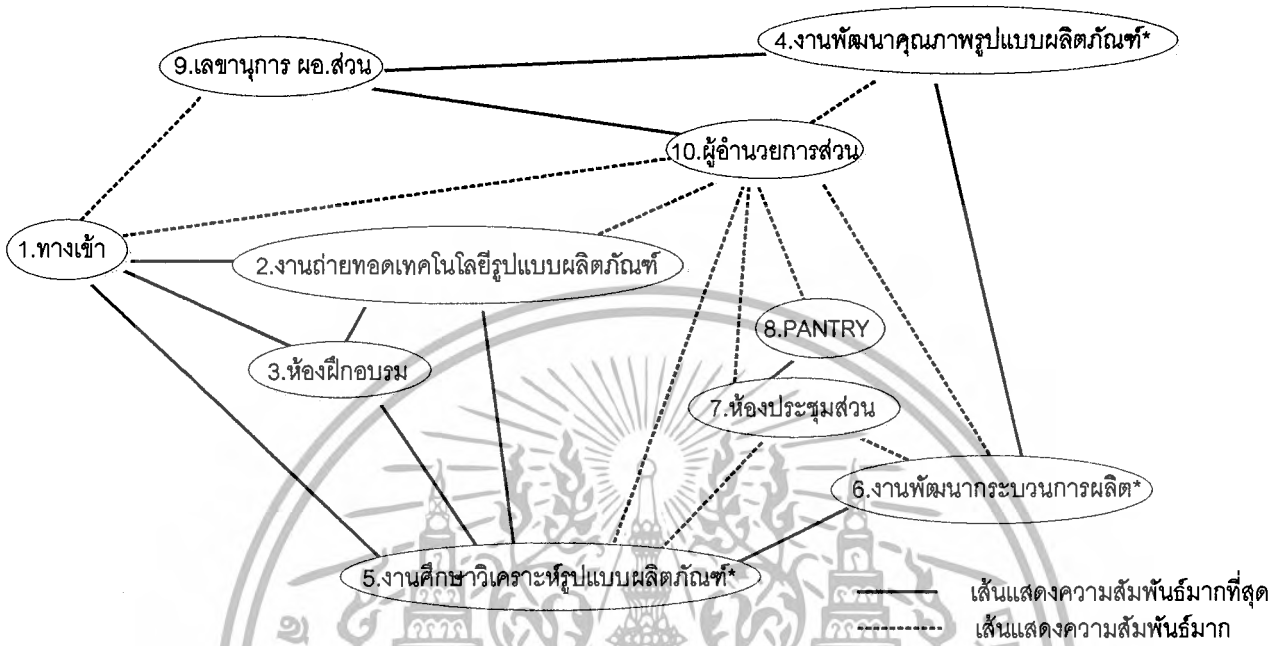 4.งานพัฒนาคุณภาพรูปแบบผลิตภัณฑ์*
9.เลขานุการ ผอ.ส่วน
10.ผู้อำนวยการส่วน
1.ทางเข้า
2.งานถ่ายทอดเทคโนโลยีรูปแบบผลิตภัณฑ์
8.PANTRY
3.ห้องฝึกอบรม
7.ห้องประชุมส่วน
6.งานพัฒนากระบวนการผลิต*
5.งานศึกษาวิเคราะห์รูปแบบผลิตภัณฑ์*
เส้นแสดงความสัมพันธ์มากที่สุด
เส้นแสดงความสัมพันธ์มาก